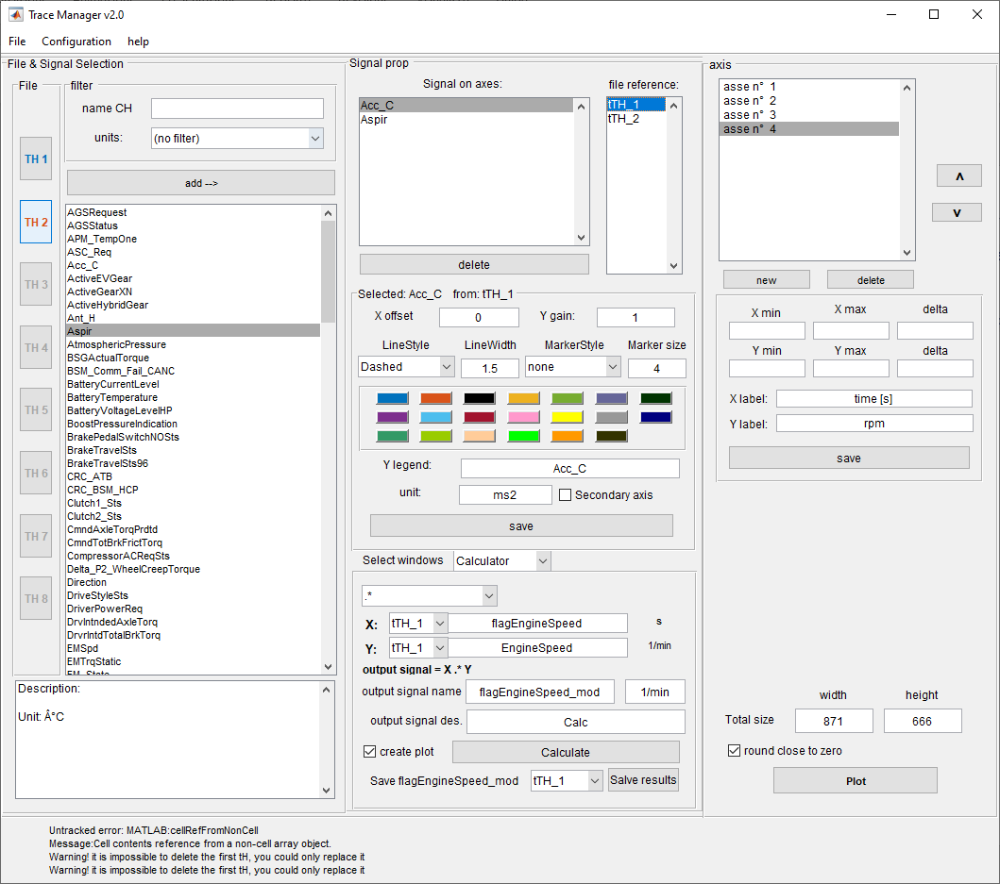 Trace Manager v2.0
File Configuration help
File & Signal Selection
File
TH 1
TH 2
TH 3
TH 4
TH 5
TH 6
TH 7
TH 8
filter
name CH
units: (no filter)
add -->
AGSRequest
AGSStatus
APM_TempOne
ASC_Req
Acc_C
ActiveEVGear
ActiveGearXN
ActiveHybridGear
Ant_H
Aspir
AtmosphericPressure
BSGActualTorque
BSM_Comm_Fail_CANC
BatteryCurrentLevel
BatteryTemperature
BatteryVoltageLevelHP
BoostPressureIndication
BrakePedalSwitchNOSts
BrakeTravelSts
BrakeTravelSts96
CRC_ATB
CRC_BSM_HCP
Clutch1_Sts
Clutch2_Sts
CmndAxleTorqPrdtd
CmndTotBrkFrictTorq
CompressorACReqSts
Delta_P2_WheelCreepTorque
Direction
DriveStyleSts
DriverPowerReq
DrvIntndedAxleTorq
DrvrIntdTotalBrkTorq
EMSpd
EMTrqStatic
EM_State
Description:
Unit: Â°C
Signal prop
Signal on axes:
Acc_C
Aspir
delete
file reference:
tTH_1
tTH_2
Selected: Acc_C from: tTH_1
X offset 0 Y gain: 1
LineStyle LineWidth MarkerStyle Marker size
Dashed 1.5 none 4
Y legend: Acc_C
unit: ms2 Secondary axis
save
Select windows Calculator
.*
X: tTH_1 flagEngineSpeed s
Y: tTH_1 EngineSpeed 1/min
output signal = X .* Y
output signal name flagEngineSpeed_mod 1/min
output signal des. Calc
create plot Calculate
Save flagEngineSpeed_mod tTH_1 Salve results
axis
asse n° 1
asse n° 2
asse n° 3
asse n° 4
Λ
v
new delete
X min X max delta
Y min Y max delta
X label: time [s]
Y label: rpm
save
width height
Total size 871 666
round close to zero
Plot
Untracked error: MATLAB:cellRefFromNonCell
Message:Cell contents reference from a non-cell array object.
Warning! it is impossible to delete the first tH, you could only replace it
Warning! it is impossible to delete the first tH, you could only replace it